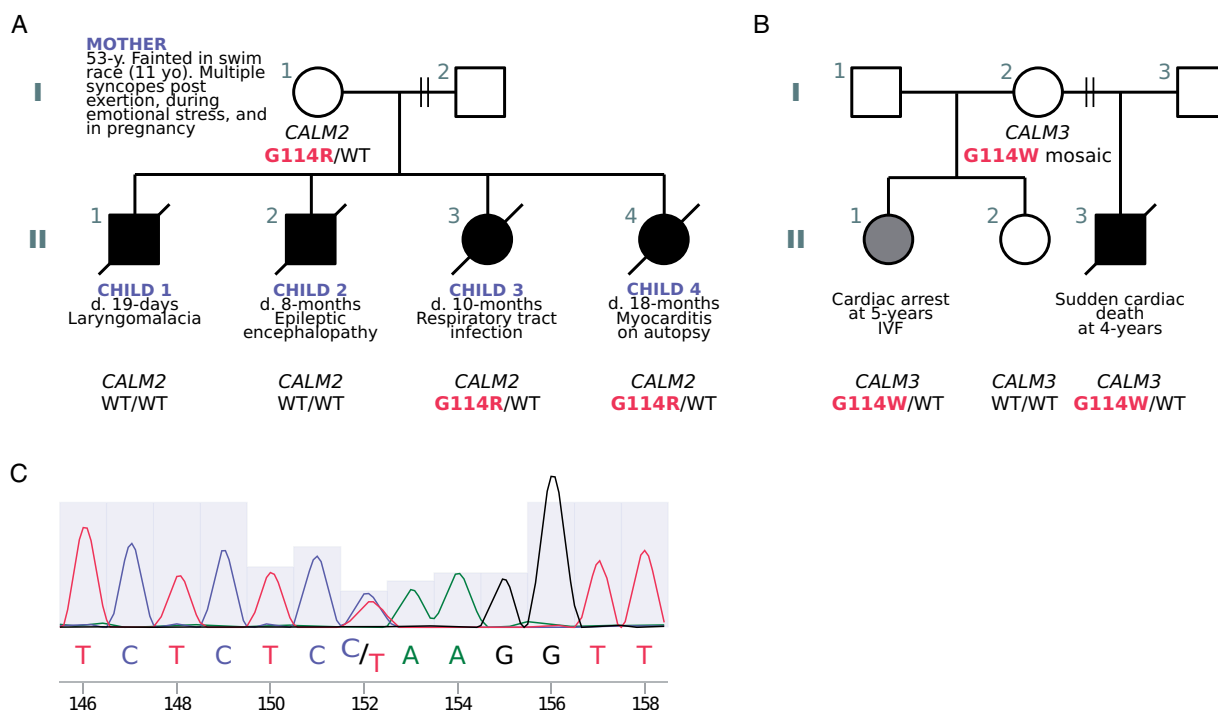 A
MOTHER
53-y. Fainted in swim
race (11 yo). Multiple
syncopes post
exertion, during
emotional stress, and
in pregnancy
I
1
2
CALM2
G114R/WT
II
1
2
3
4
CHILD 1
d. 19-days
Laryngomalacia
CHILD 2
d. 8-months
Epileptic
encephalopathy
CHILD 3
d. 10-months
Respiratory tract
infection
CHILD 4
d. 18-months
Myocarditis
on autopsy
CALM2
WT/WT
CALM2
WT/WT
CALM2
G114R/WT
CALM2
G114R/WT
B
I
1
2
3
CALM3
G114W mosaic
II
1
2
3
Cardiac arrest
at 5-years
IVF
Sudden cardiac
death
at 4-years
CALM3
G114W/WT
CALM3
WT/WT
CALM3
G114W/WT
C
T C T C T C C/T A A G G T T
146 148 150 152 154 156 158